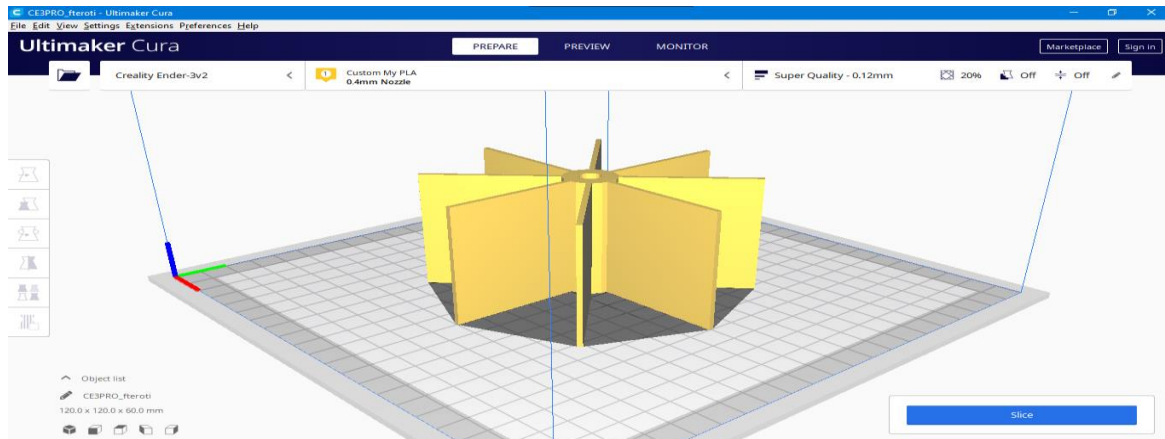 CE3PRO_fteroti - Ultimaker Cura
File Edit View Settings Extensions Preferences Help
Ultimaker Cura
PREPARE PREVIEW MONITOR
Marketplace Sign in
Creality Ender-3v2
Custom My PLA
0.4mm Nozzle
Super Quality - 0.12mm
20% Off Off
Object list
CE3PRO_fteroti
120.0 x 120.0 x 60.0 mm
Slice